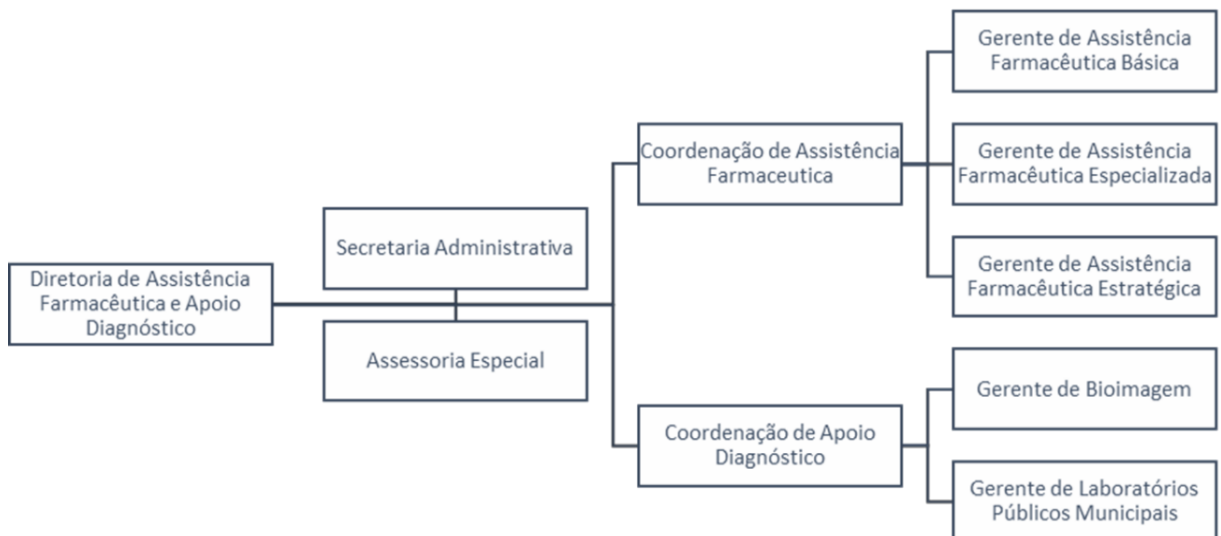 Diretoria de Assistência
Farmacêutica e Apoio
Diagnóstico
Secretaria Administrativa
Assessoria Especial
Coordenação de Assistência
Farmaceutica
Gerente de Assistência
Farmacêutica Básica
Gerente de Assistência
Farmacêutica Especializada
Gerente de Assistência
Farmacêutica Estratégica
Coordenação de Apoio
Diagnóstico
Gerente de Bioimagem
Gerente de Laboratórios
Públicos Municipais